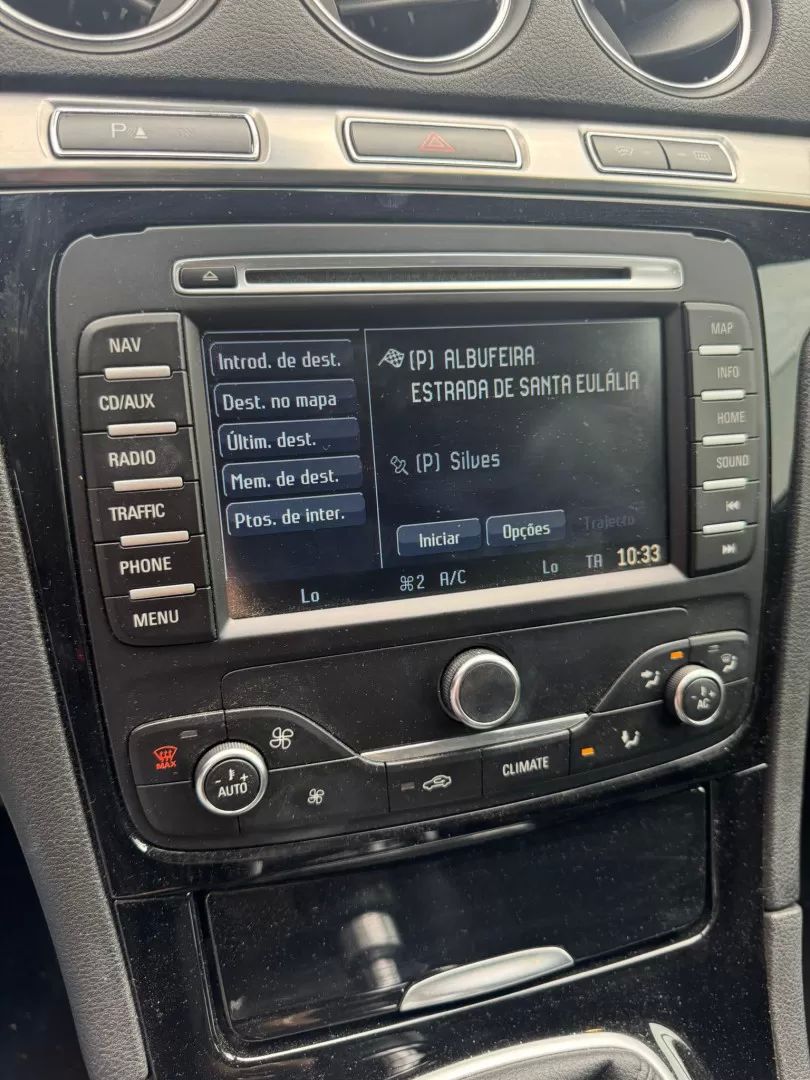 P
NAV
CD/AUX
RADIO
TRAFFIC
PHONE
MENU
Introd. de dest.
Dest. no mapa
Últim. dest.
Mem. de dest.
Ptos. de inter.
(P) ALBUFEIRA
ESTRADA DE SANTA EULÁLIA
(P) Silves
Iniciar
Opções
Trajecto
Lo
2 A/C
Lo
TA
10:33
MAP
INFO
HOME
SOUND
MAX
- +
AUTO
CLIMATE
- +
AC